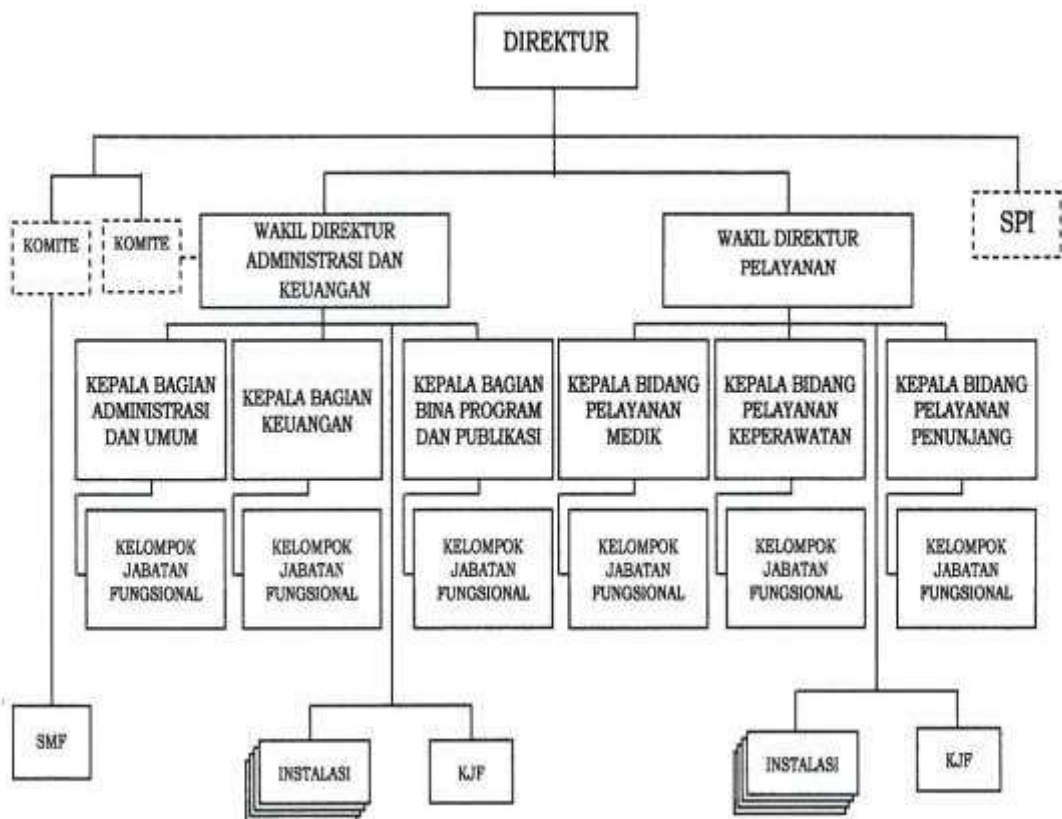 DIREKTUR
KOMITE
KOMITE
WAKIL DIREKTUR
ADMINISTRASI DAN
KEUANGAN
WAKIL DIREKTUR
PELAYANAN
SPI
KEPALA BAGIAN
ADMINISTRASI
DAN UMUM
KEPALA BAGIAN
KEUANGAN
KEPALA BAGIAN
BINA PROGRAM
DAN PUBLIKASI
KEPALA BIDANG
PELAYANAN
MEDIK
KEPALA BIDANG
PELAYANAN
KEPERAWATAN
KEPALA BIDANG
PELAYANAN
PENUNJANG
KELOMPOK
JABATAN
FUNGSIONAL
KELOMPOK
JABATAN
FUNGSIONAL
KELOMPOK
JABATAN
FUNGSIONAL
KELOMPOK
JABATAN
FUNGSIONAL
KELOMPOK
JABATAN
FUNGSIONAL
KELOMPOK
JABATAN
FUNGSIONAL
SMF
INSTALASI
KJF
INSTALASI
KJF